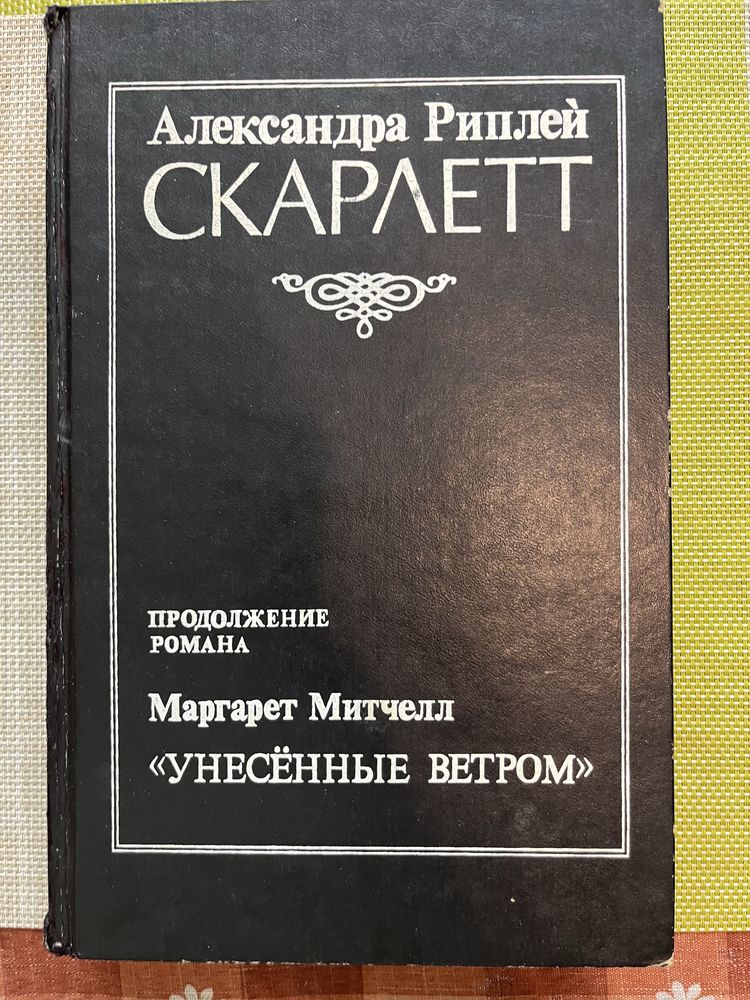 Александра Риплей
СКАРЛЕТТ
ПРОДОЛЖЕНИЕ
РОМАНА
Маргарет Митчелл
«УНЕСЁННЫЕ ВЕТРОМ»